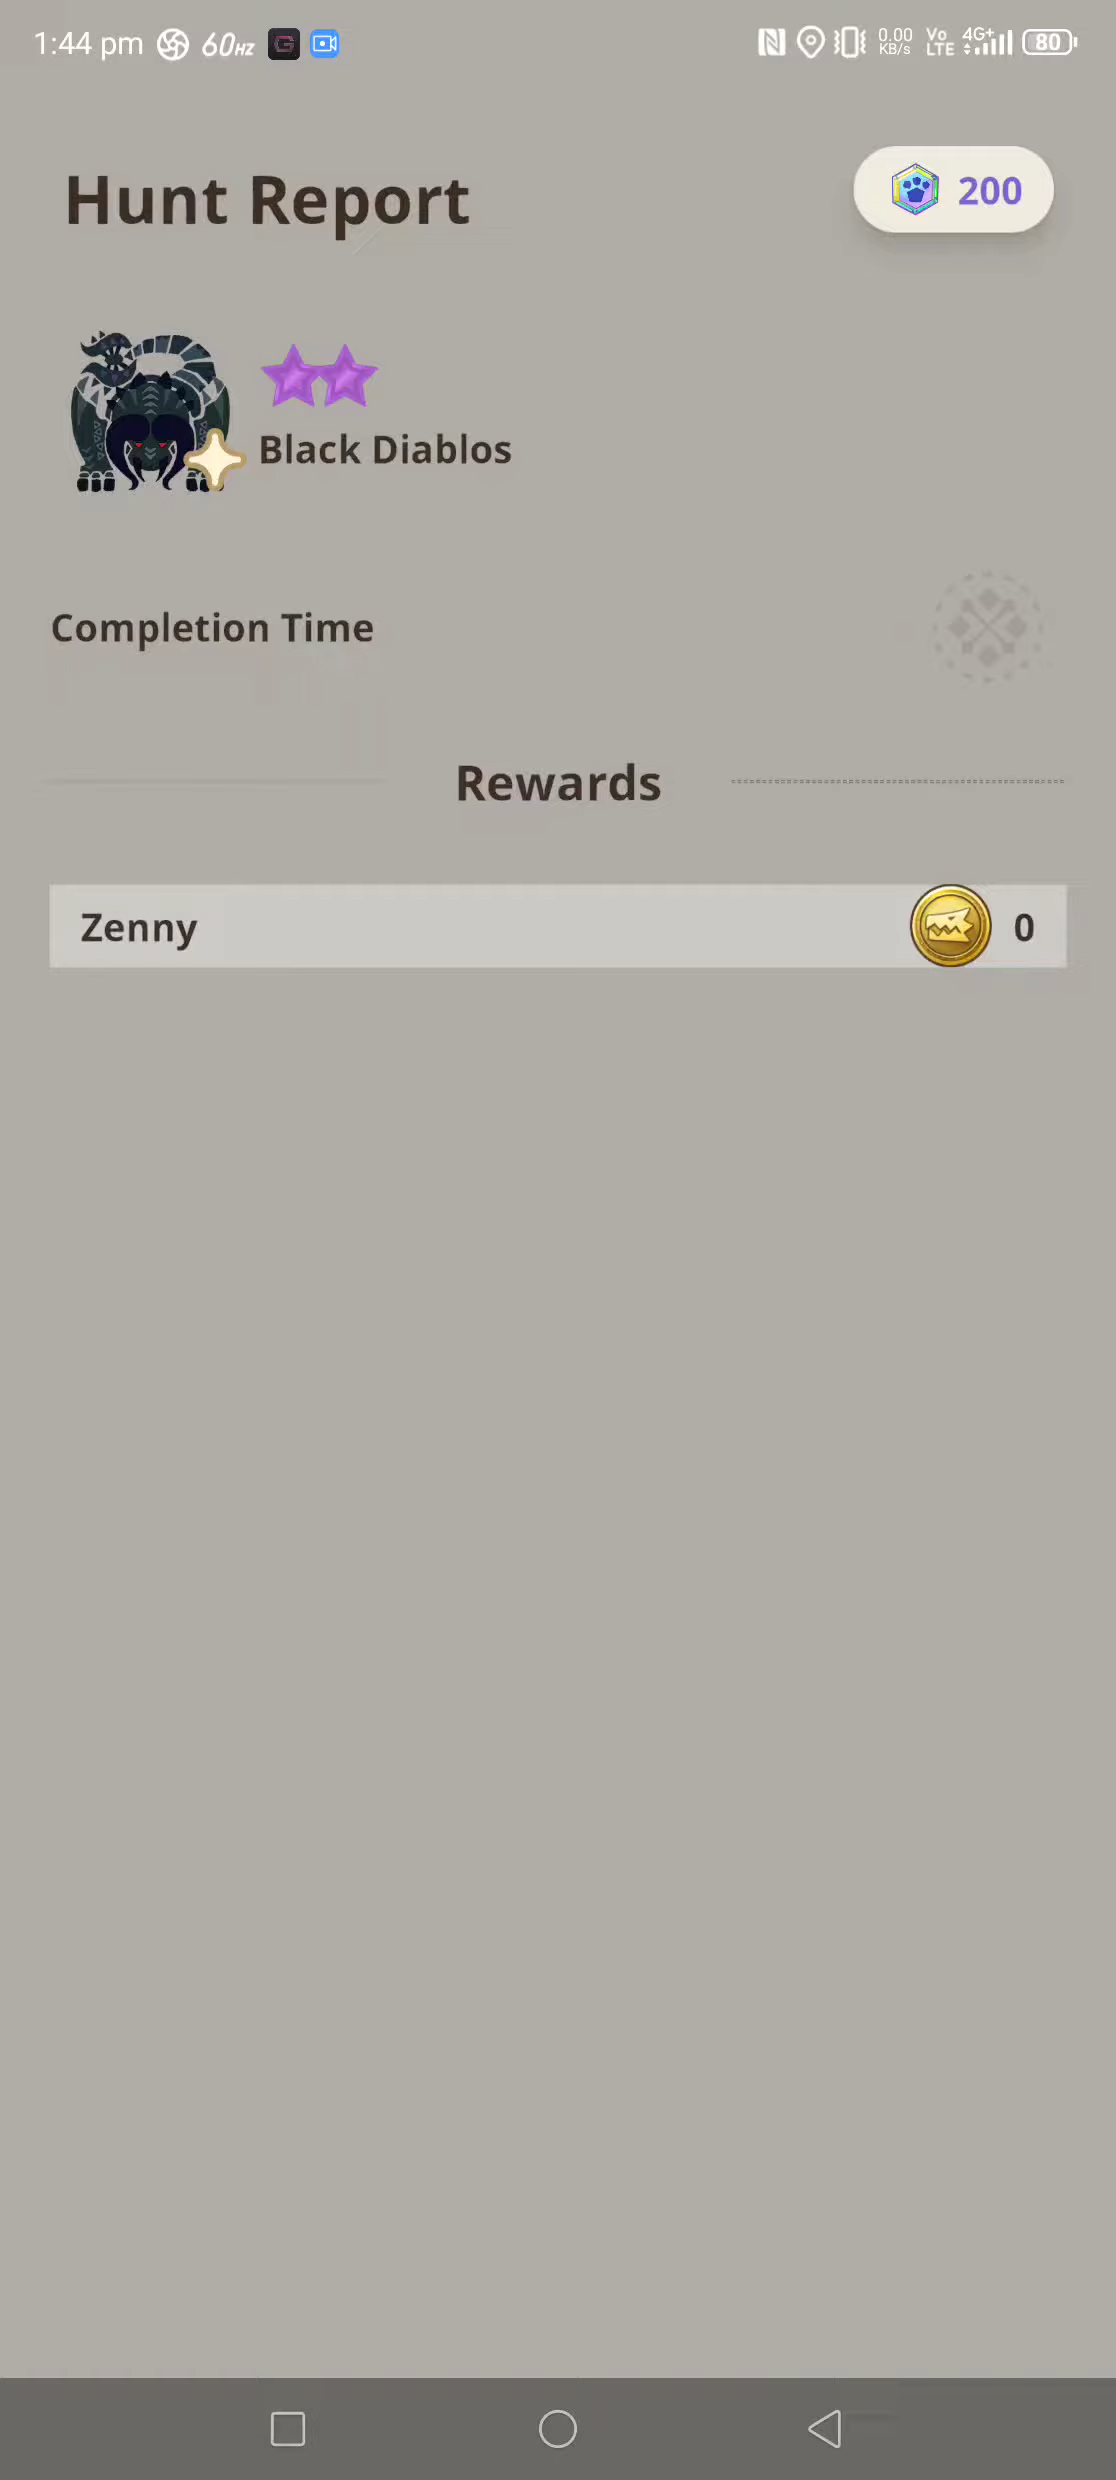 1:44 pm 60HZ G 0.00 KB/s Vo LTE 4G+ 80
Hunt Report
200
Black Diablos
Completion Time
Rewards
Zenny 0